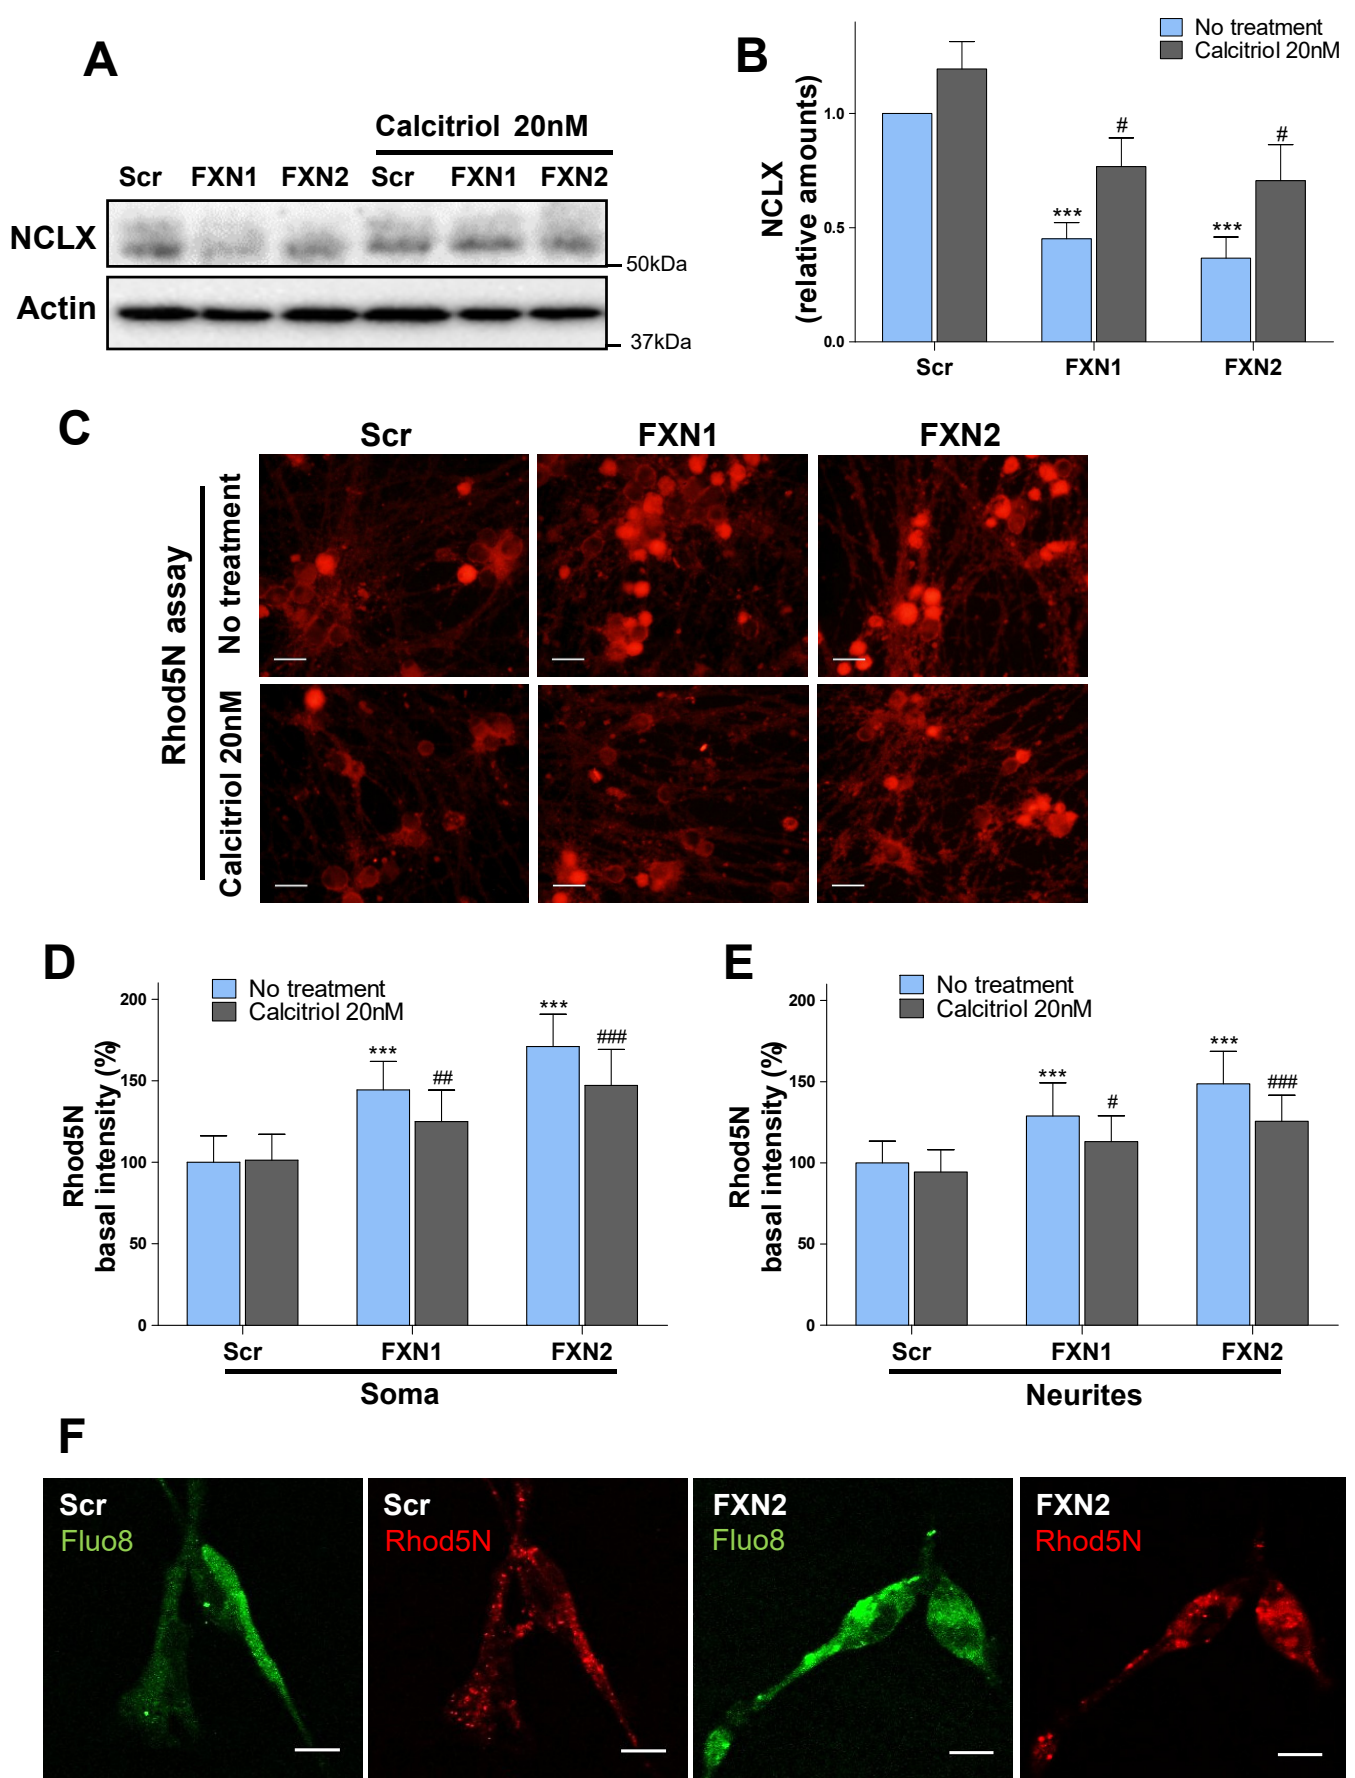 A
Calcitriol 20nM
Scr FXN1 FXN2 Scr FXN1 FXN2
NCLX
50kDa
Actin
37kDa
B
No treatment
Calcitriol 20nM
NCLX
(relative amounts)
1.0
0.5
0.0
***
#
***
#
Scr FXN1 FXN2
C
Scr FXN1 FXN2
Rhod5N assay
No treatment
Calcitriol 20nM
D
No treatment
Calcitriol 20nM
Rhod5N
basal intensity (%)
200
150
100
50
0
***
##
***
###
Scr FXN1 FXN2
Soma
E
No treatment
Calcitriol 20nM
Rhod5N
basal intensity (%)
200
150
100
50
0
***
#
***
###
Scr FXN1 FXN2
Neurites
F
Scr
Fluo8
Scr
Rhod5N
FXN2
Fluo8
FXN2
Rhod5N